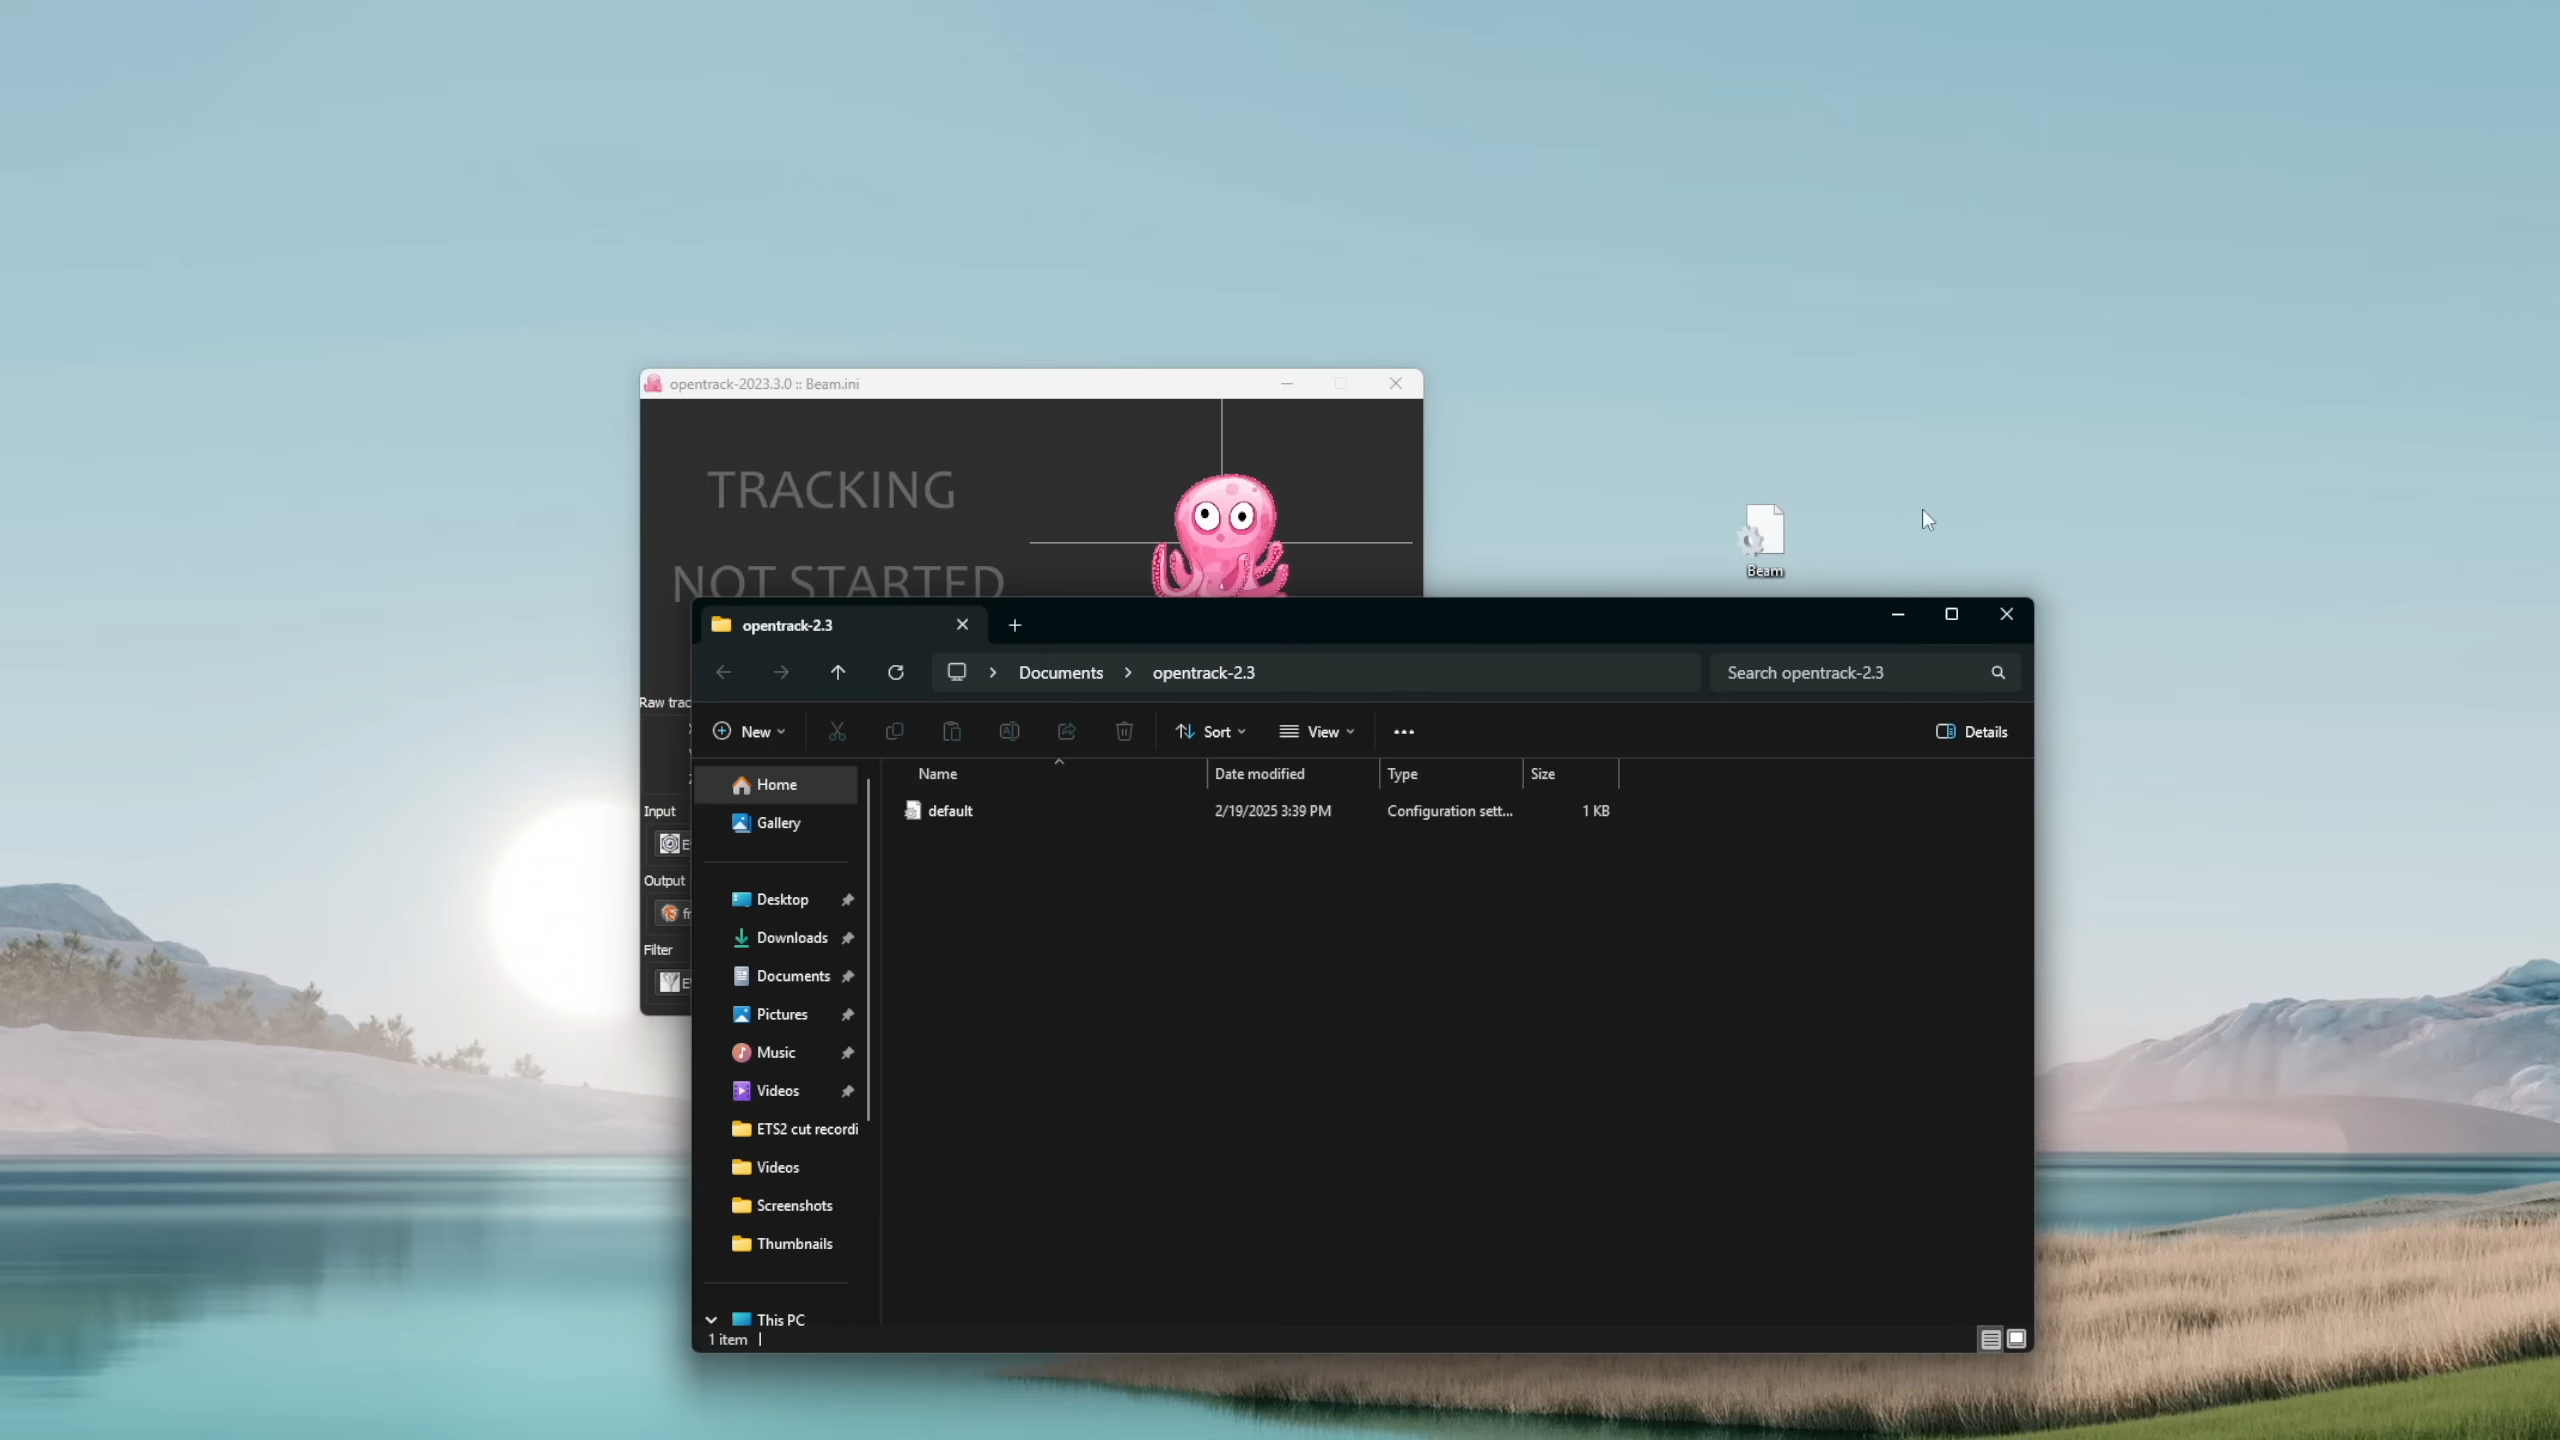 opentrack-2023.3.0 :: Beam.ini
TRACKING
NOT STARTED
Beam
Raw trac
Input
E
Output
fr
Filter
E
opentrack-2.3
Documents
opentrack-2.3
Search opentrack-2.3
New
Sort
View
Details
Home
Gallery
Desktop
Downloads
Documents
Pictures
Music
Videos
ETS2 cut recordi
Videos
Screenshots
Thumbnails
This PC
Name Date modified Type Size
default 2/19/2025 3:39 PM Configuration sett... 1 KB
1 item